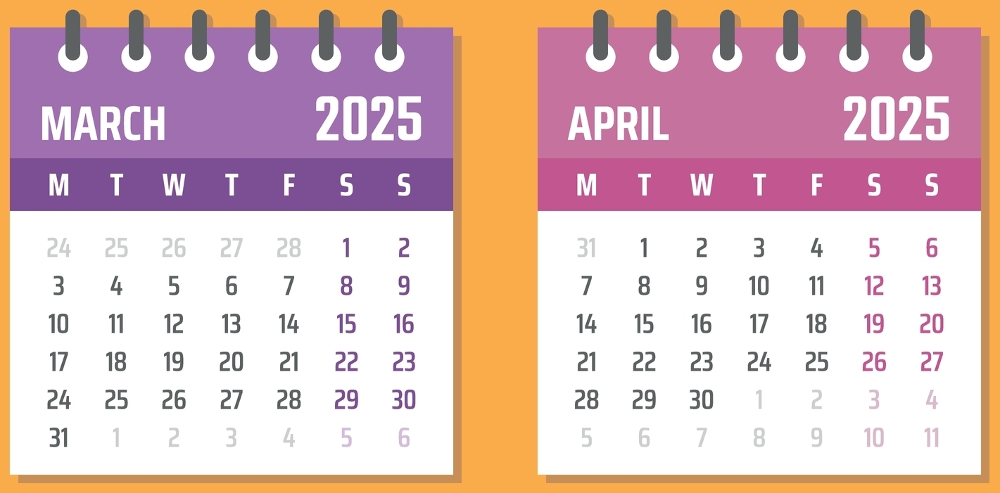 MARCH 2025
M T W T F S S
24 25 26 27 28 1 2
3 4 5 6 7 8 9
10 11 12 13 14 15 16
17 18 19 20 21 22 23
24 25 26 27 28 29 30
31 1 2 3 4 5 6
APRIL 2025
M T W T F S S
31 1 2 3 4 5 6
7 8 9 10 11 12 13
14 15 16 17 18 19 20
21 22 23 24 25 26 27
28 29 30 1 2 3 4
5 6 7 8 9 10 11